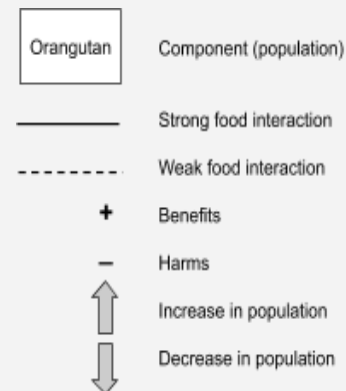 Orangutan Component (population)
Strong food interaction
Weak food interaction
+ Benefits
– Harms
Increase in population
Decrease in population